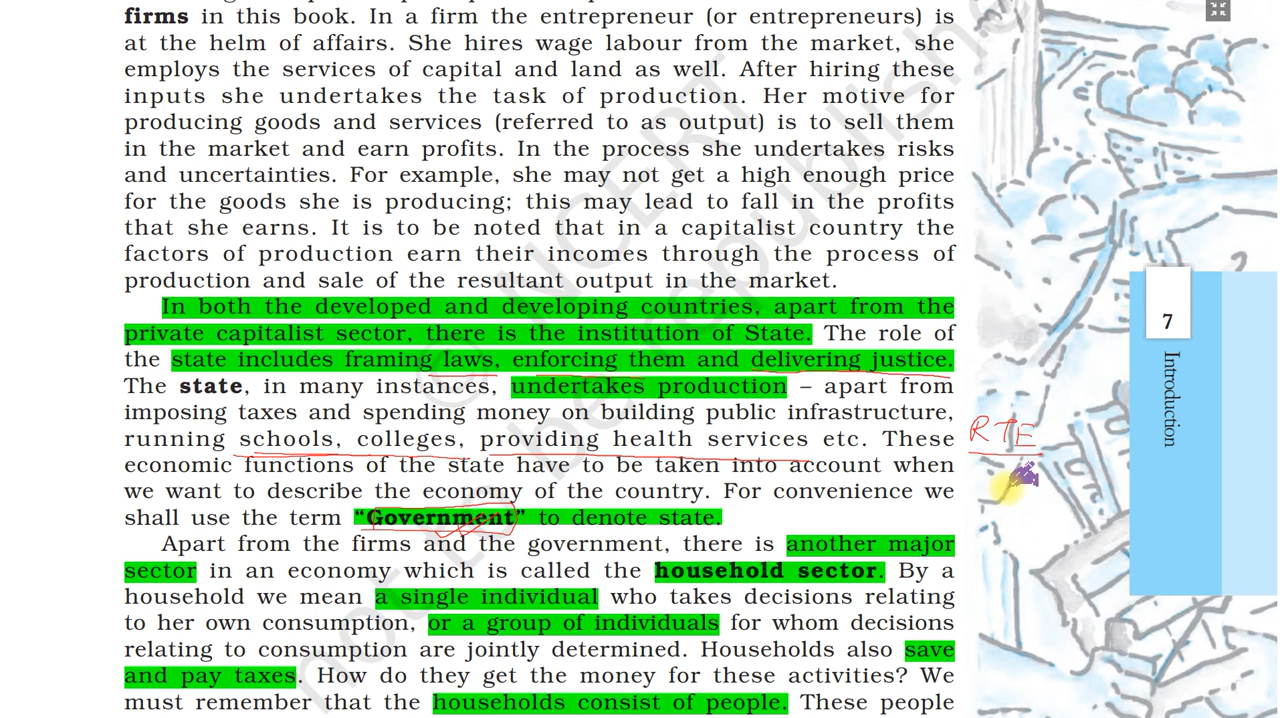 firms in this book. In a firm the entrepreneur (or entrepreneurs) is
at the helm of affairs. She hires wage labour from the market, she
employs the services of capital and land as well. After hiring these
inputs she undertakes the task of production. Her motive for
producing goods and services (referred to as output) is to sell them
in the market and earn profits. In the process she undertakes risks
and uncertainties. For example, she may not get a high enough price
for the goods she is producing; this may lead to fall in the profits
that she earns. It is to be noted that in a capitalist country the
factors of production earn their incomes through the process of
production and sale of the resultant output in the market.
In both the developed and developing countries, apart from the
private capitalist sector, there is the institution of State. The role of
the state includes framing laws, enforcing them and delivering justice.
The state, in many instances, undertakes production – apart from
imposing taxes and spending money on building public infrastructure,
running schools, colleges, providing health services etc. These
economic functions of the state have to be taken into account when
we want to describe the economy of the country. For convenience we
shall use the term “Government” to denote state.
Apart from the firms and the government, there is another major
sector in an economy which is called the household sector. By a
household we mean a single individual who takes decisions relating
to her own consumption, or a group of individuals for whom decisions
relating to consumption are jointly determined. Households also save
and pay taxes. How do they get the money for these activities? We
must remember that the households consist of people. These people
RTE
7
Introduction
© NCERT
not to be republished